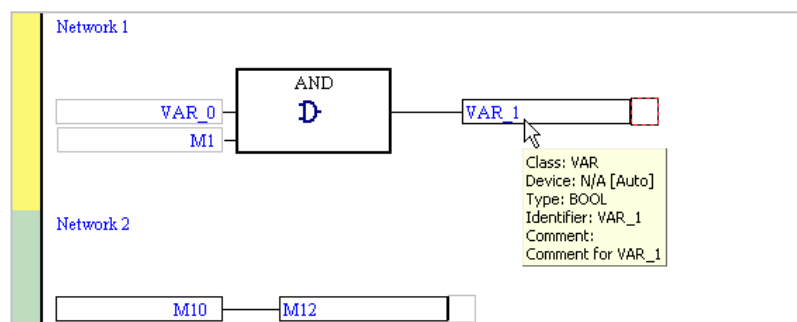 Network 1
AND
VAR_0
VAR_1
M1
Class: VAR
Device: N/A [Auto]
Type: BOOL
Identifier: VAR_1
Comment:
Comment for VAR_1
Network 2
M10
M12